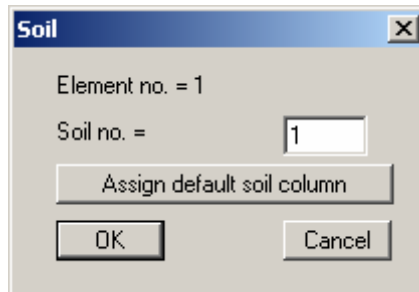 Soil
Element no. = 1
Soil no. = 1
Assign default soil column
OK Cancel